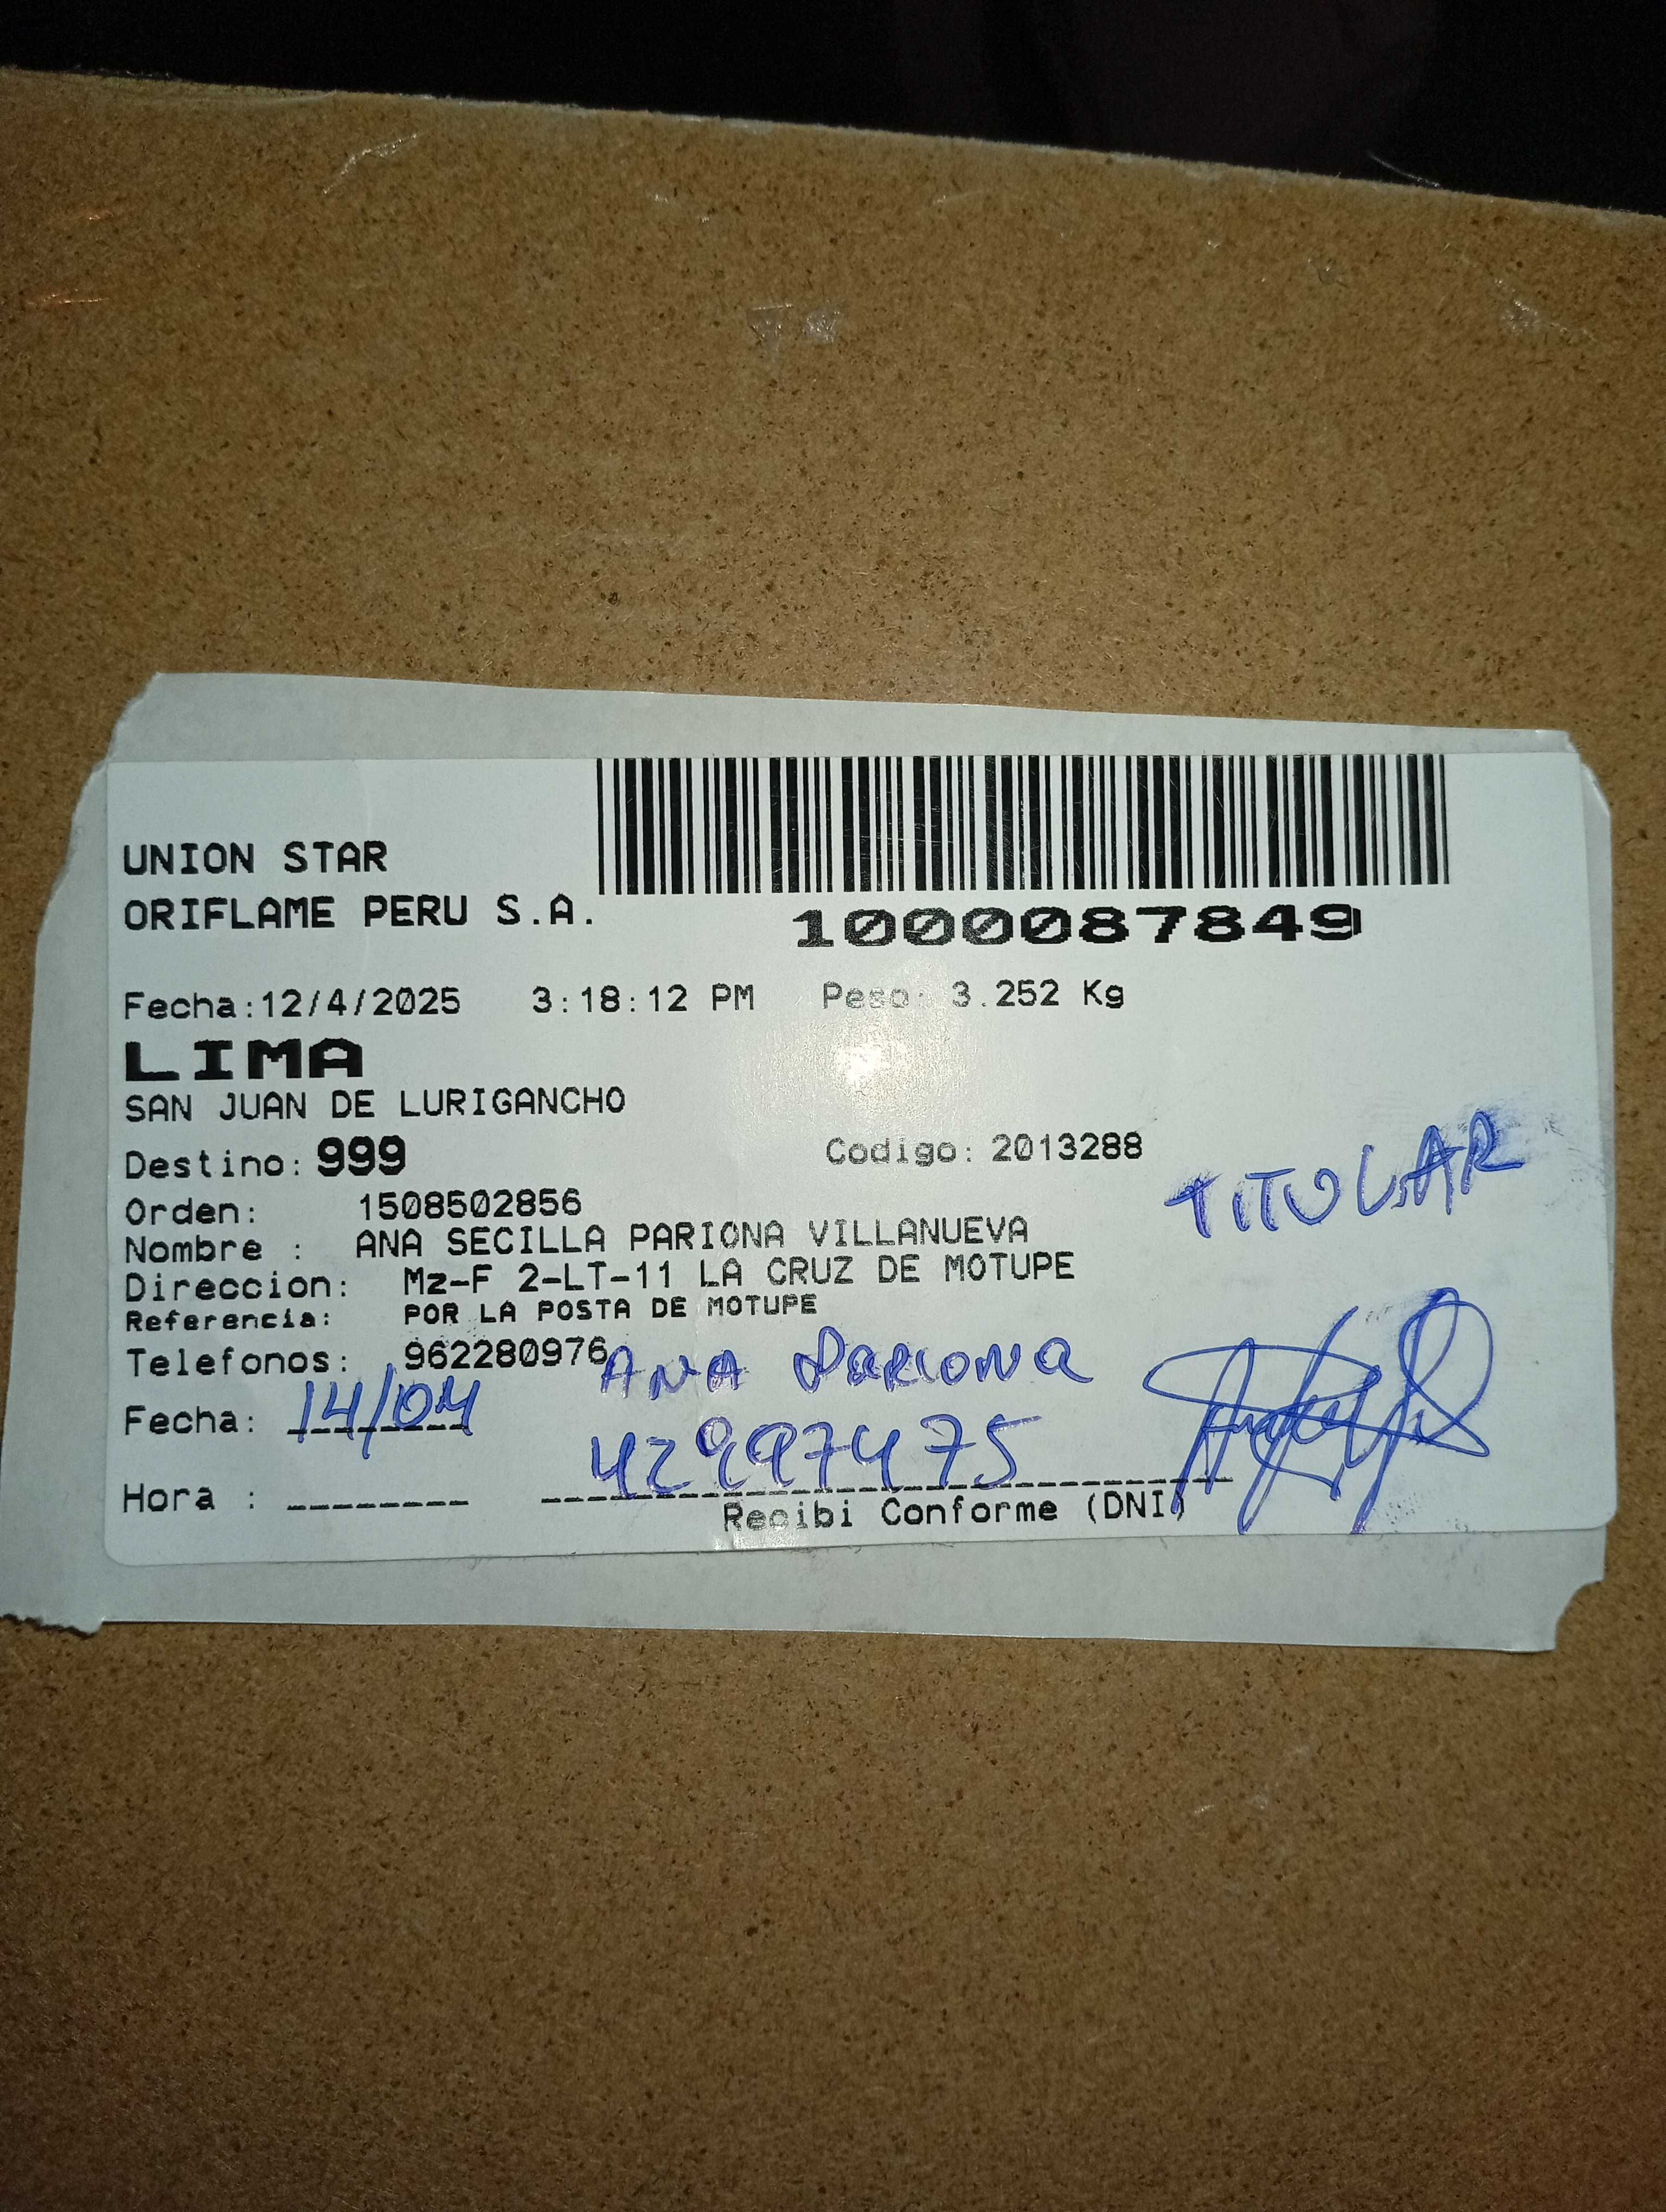 UNION STAR
ORIFLAME PERU S.A.
1000087849
Fecha:12/4/2025 3:18:12 PM Peso: 3.252 Kg
LIMA
SAN JUAN DE LURIGANCHO
Destino: 999 Codigo: 2013288
TITULAR
Orden: 1508502856
Nombre : ANA SECILLA PARIONA VILLANUEVA
Direccion: Mz-F 2-LT-11 LA CRUZ DE MOTUPE
Referencia: POR LA POSTA DE MOTUPE
Telefonos: 962280976
ANA PARIONA
Fecha: 14/04
42997475
Hora :
Recibi Conforme (DNI)